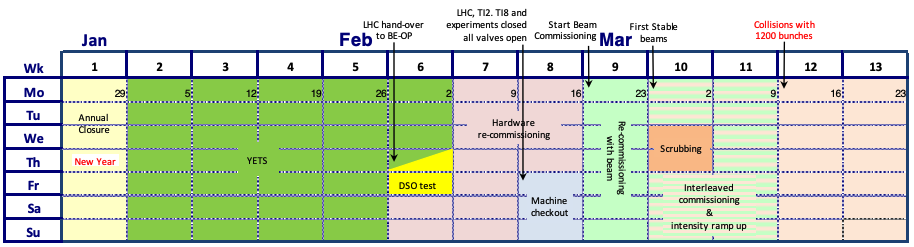 LHC hand-over
to BE-OP
LHC, TI2. TI8 and
experiments closed
all valves open
Start Beam
Commissioning
First Stable
beams
Collisions with
1200 bunches
Jan
Feb
Mar
Wk 1 2 3 4 5 6 7 8 9 10 11 12 13
Mo 29 5 12 19 26 2 9 16 23 2 9 16 23
Tu
We
Th
Fr
Sa
Su
Annual
Closure
New Year
YETS
DSO test
Hardware
re-commissioning
Machine
checkout
Re-commissioning
with beam
Scrubbing
Interleaved
commissioning
&
intensity ramp up